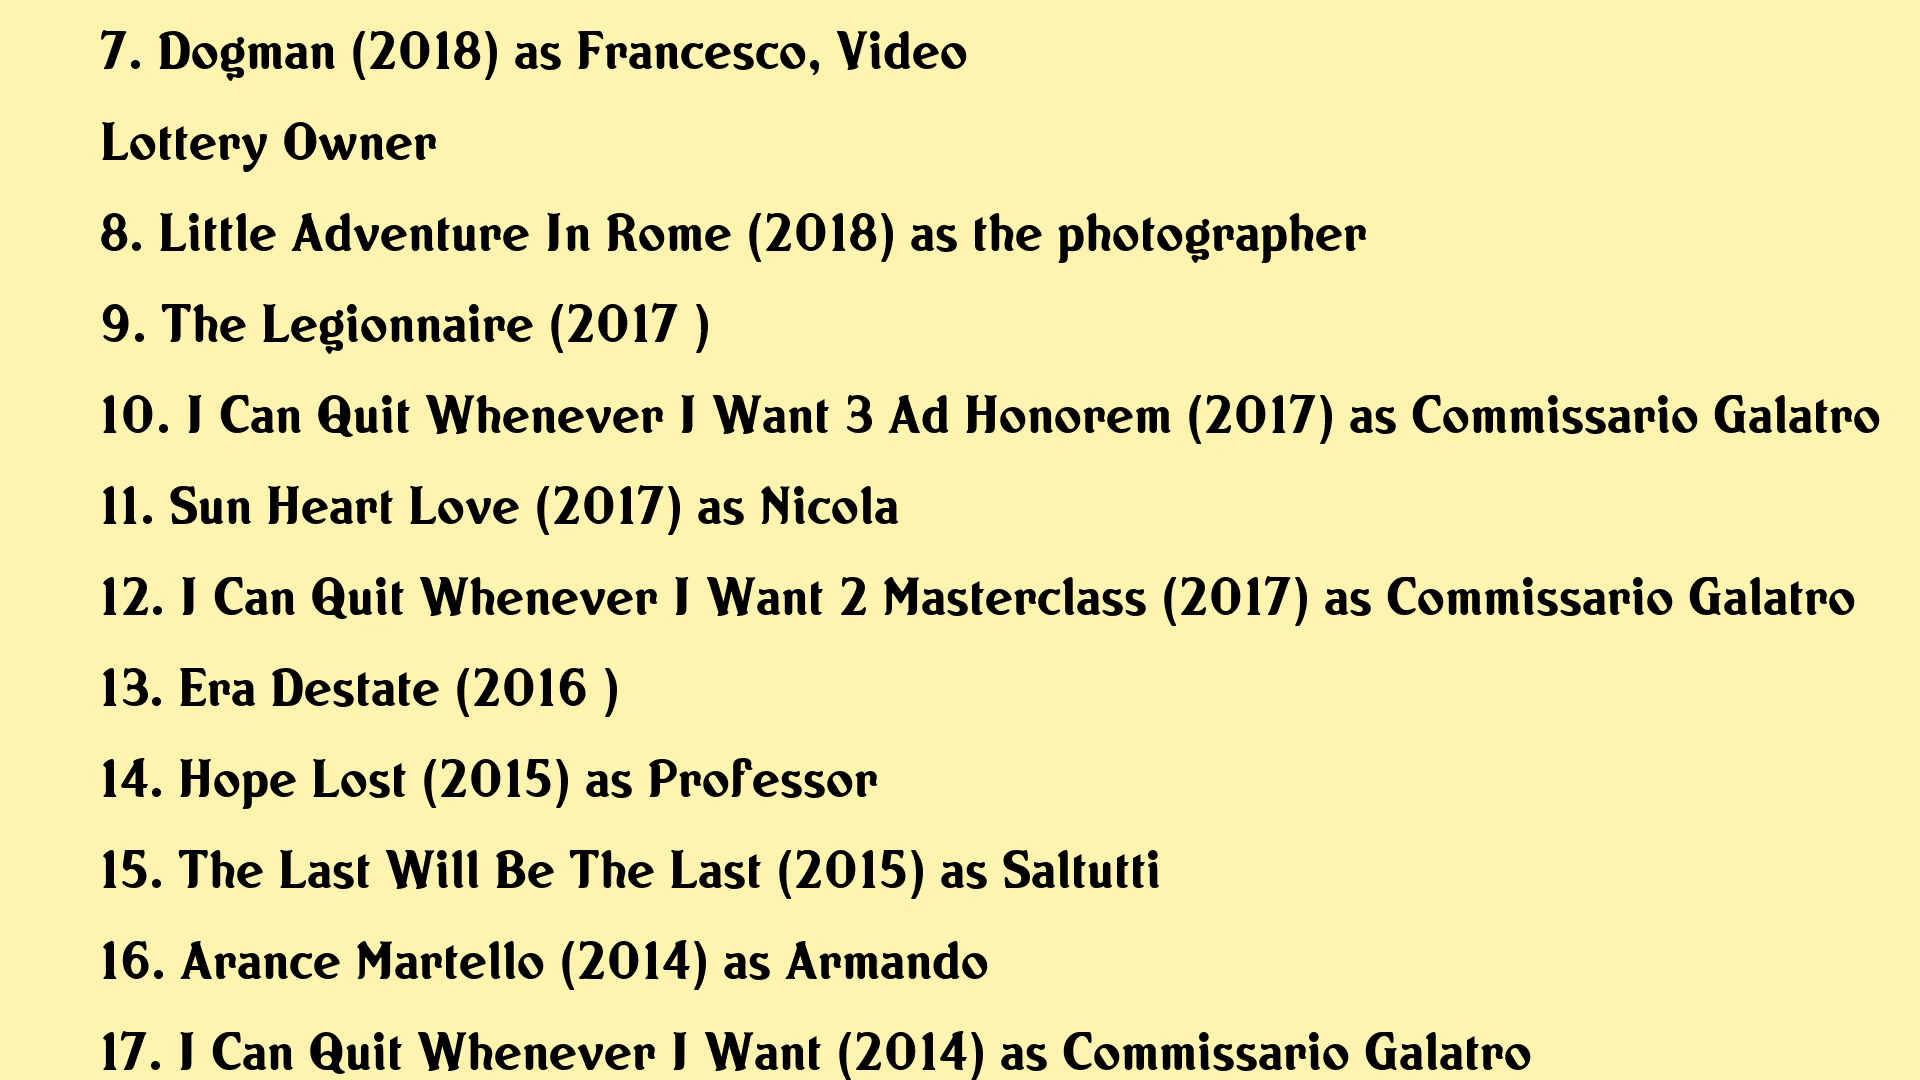 7. Dogman (2018) as Francesco, Video
Lottery Owner
8. Little Adventure In Rome (2018) as the photographer
9. The Legionnaire (2017 )
10. I Can Quit Whenever I Want 3 Ad Honorem (2017) as Commissario Galatro
11. Sun Heart Love (2017) as Nicola
12. I Can Quit Whenever I Want 2 Masterclass (2017) as Commissario Galatro
13. Era Destate (2016 )
14. Hope Lost (2015) as Professor
15. The Last Will Be The Last (2015) as Saltutti
16. Arance Martello (2014) as Armando
17. I Can Quit Whenever I Want (2014) as Commissario Galatro